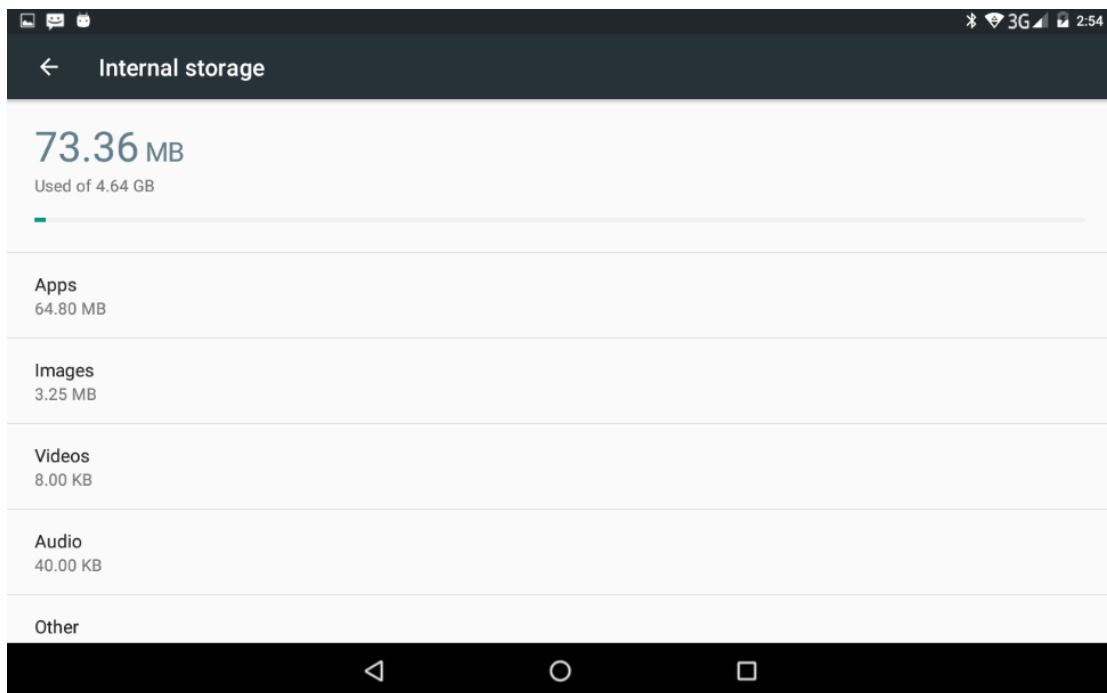 3G 2:54
Internal storage
73.36 MB
Used of 4.64 GB
Apps
64.80 MB
Images
3.25 MB
Videos
8.00 KB
Audio
40.00 KB
Other